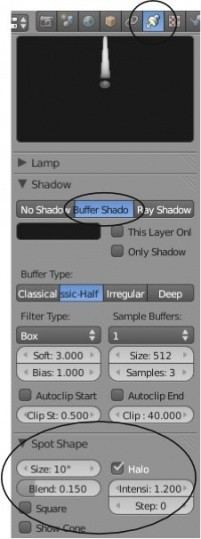 Lamp
Shadow
No Shadow Buffer Shado Ray Shadow
This Layer Onl
Only Shadow
Buffer Type:
Classical ssic-Half Irregular Deep
Filter Type: Sample Buffers:
Box 1
Soft: 3.000 Size: 512
Bias: 1.000 Samples: 3
Autoclip Start Autoclip End
Clip St: 0.500 Clip : 40.000
Spot Shape
Size: 10° Halo
Blend: 0.150 Intensi: 1.200
Square Step: 0
Show Cone